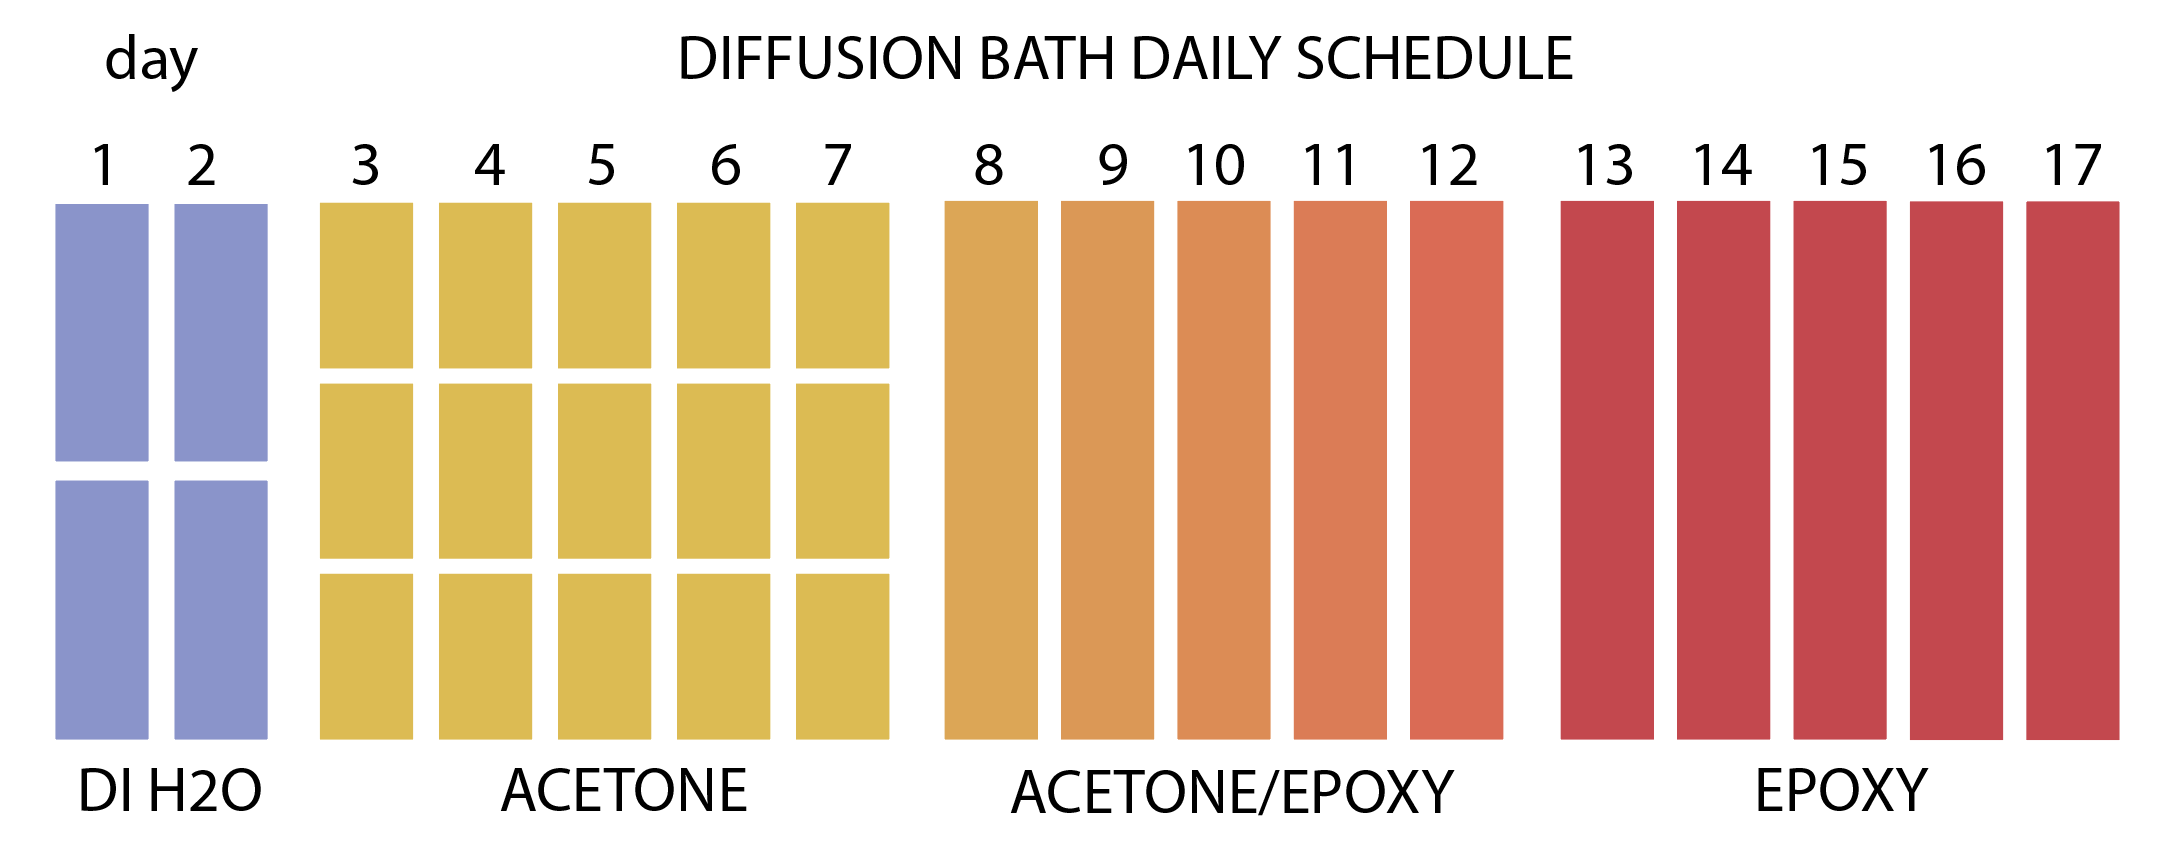 day
DIFFUSION BATH DAILY SCHEDULE
1 2 3 4 5 6 7 8 9 10 11 12 13 14 15 16 17
DI H2O
ACETONE
ACETONE/EPOXY
EPOXY